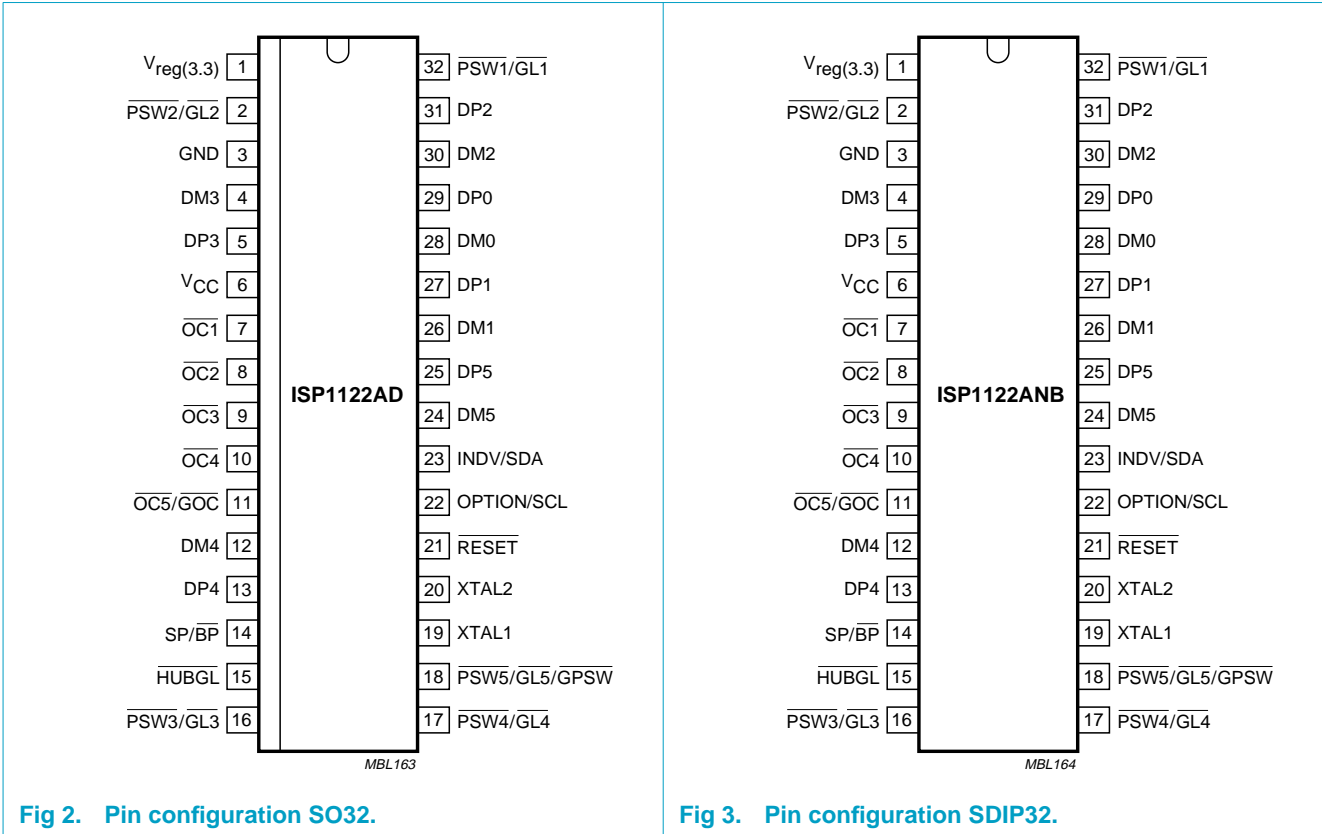 Vreg(3.3) 1 32 PSW1/GL1
PSW2/GL2 2 31 DP2
GND 3 30 DM2
DM3 4 29 DP0
DP3 5 28 DM0
VCC 6 27 DP1
OC1 7 26 DM1
OC2 8 25 DP5
ISP1122AD
OC3 9 24 DM5
OC4 10 23 INDV/SDA
OC5/GOC 11 22 OPTION/SCL
DM4 12 21 RESET
DP4 13 20 XTAL2
SP/BP 14 19 XTAL1
HUBGL 15 18 PSW5/GL5/GPSW
PSW3/GL3 16 17 PSW4/GL4
MBL163
Fig 2. Pin configuration SO32.
Vreg(3.3) 1 32 PSW1/GL1
PSW2/GL2 2 31 DP2
GND 3 30 DM2
DM3 4 29 DP0
DP3 5 28 DM0
VCC 6 27 DP1
OC1 7 26 DM1
OC2 8 25 DP5
ISP1122ANB
OC3 9 24 DM5
OC4 10 23 INDV/SDA
OC5/GOC 11 22 OPTION/SCL
DM4 12 21 RESET
DP4 13 20 XTAL2
SP/BP 14 19 XTAL1
HUBGL 15 18 PSW5/GL5/GPSW
PSW3/GL3 16 17 PSW4/GL4
MBL164
Fig 3. Pin configuration SDIP32.